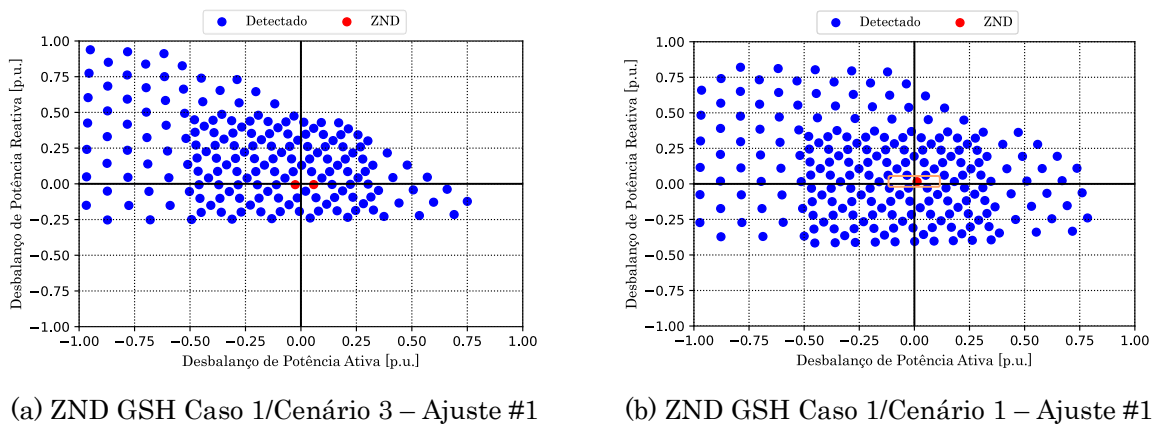 Detectado ZND
1.00
0.75
0.50
0.25
0.00
−0.25
−0.50
−0.75
−1.00
Desbalanço de Potência Reativa [p.u.]
−1.00 −0.75 −0.50 −0.25 0.00 0.25 0.50 0.75 1.00
Desbalanço de Potência Ativa [p.u.]
(a) ZND GSH Caso 1/Cenário 3 – Ajuste #1
Detectado ZND
1.00
0.75
0.50
0.25
0.00
−0.25
−0.50
−0.75
−1.00
Desbalanço de Potência Reativa [p.u.]
−1.00 −0.75 −0.50 −0.25 0.00 0.25 0.50 0.75 1.00
Desbalanço de Potência Ativa [p.u.]
(b) ZND GSH Caso 1/Cenário 1 – Ajuste #1